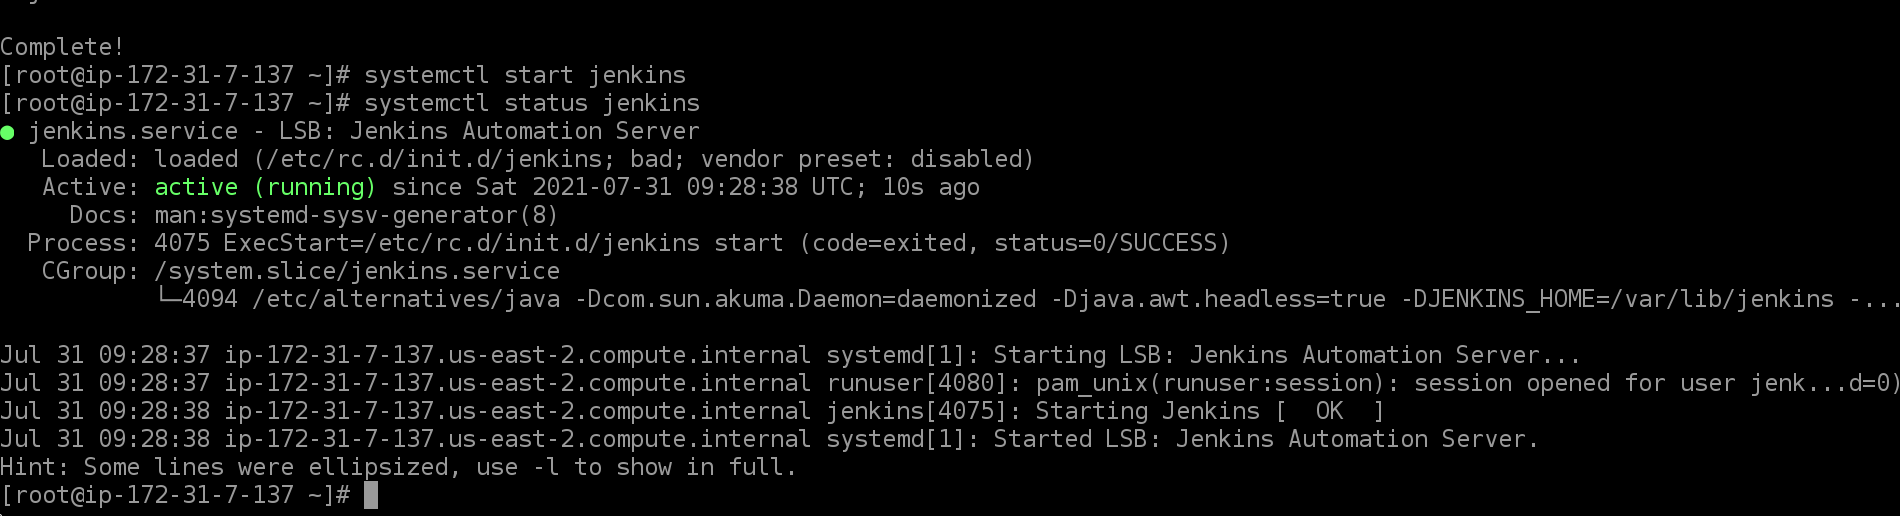 Complete!
[root@ip-172-31-7-137 ~]# systemctl start jenkins
[root@ip-172-31-7-137 ~]# systemctl status jenkins
● jenkins.service - LSB: Jenkins Automation Server
   Loaded: loaded (/etc/rc.d/init.d/jenkins; bad; vendor preset: disabled)
   Active: active (running) since Sat 2021-07-31 09:28:38 UTC; 10s ago
     Docs: man:systemd-sysv-generator(8)
  Process: 4075 ExecStart=/etc/rc.d/init.d/jenkins start (code=exited, status=0/SUCCESS)
   CGroup: /system.slice/jenkins.service
           └─4094 /etc/alternatives/java -Dcom.sun.akuma.Daemon=daemonized -Djava.awt.headless=true -DJENKINS_HOME=/var/lib/jenkins -...
Jul 31 09:28:37 ip-172-31-7-137.us-east-2.compute.internal systemd[1]: Starting LSB: Jenkins Automation Server...
Jul 31 09:28:37 ip-172-31-7-137.us-east-2.compute.internal runuser[4080]: pam_unix(runuser:session): session opened for user jenk...d=0)
Jul 31 09:28:38 ip-172-31-7-137.us-east-2.compute.internal jenkins[4075]: Starting Jenkins [  OK  ]
Jul 31 09:28:38 ip-172-31-7-137.us-east-2.compute.internal systemd[1]: Started LSB: Jenkins Automation Server.
Hint: Some lines were ellipsized, use -l to show in full.
[root@ip-172-31-7-137 ~]#